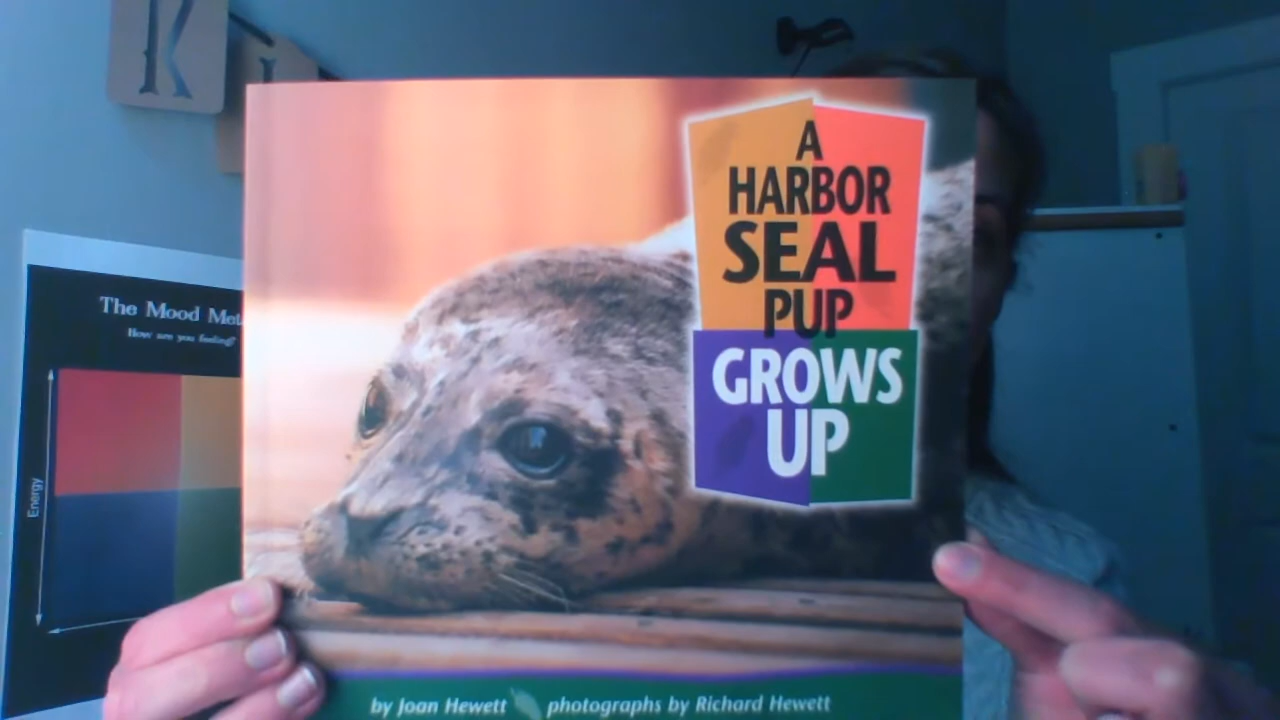 K
A
HARBOR
SEAL
PUP
GROWS
UP
The Mood
How are you feeling?
Energy
by Joan Hewett photographs by Richard Hewett